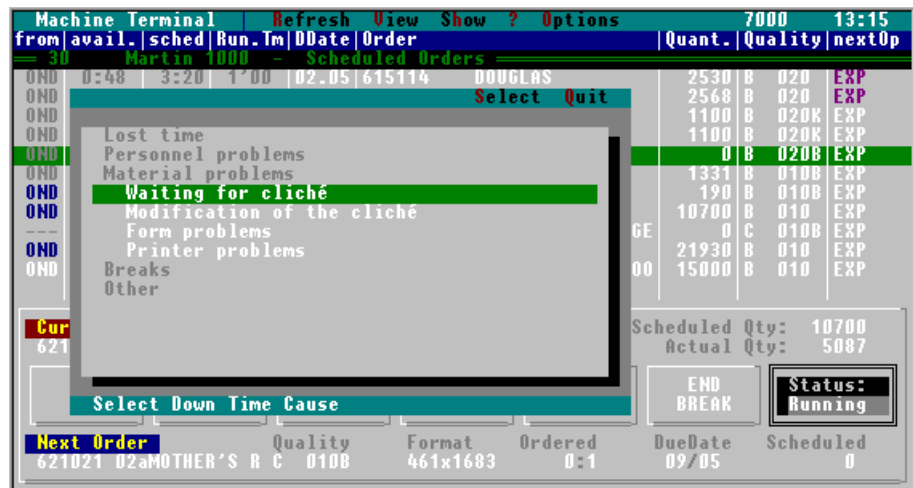 Machine Terminal Refresh View Show ? Options 7000 13:15
from|avail.|sched|Run.Tm|DDate|Order |Quant.|Quality|nextOp
30 Martin 1000 - Scheduled Orders
OND 0:48 3:20 1'00 02.05 615114 DOUGLAS 2530 B 020 EXP
OND Select Quit 2568 B 020 EXP
OND 1100 B 020K EXP
OND Lost time 1100 B 020K EXP
OND Personnel problems 0 B 020B EXP
OND Material problems 1331 B 010B EXP
OND Waiting for cliché 190 B 010B EXP
OND Modification of the cliché 10700 B 010 EXP
--- Form problems GE 0 C 010B EXP
OND Printer problems 21930 B 010 EXP
OND Breaks 00 15000 B 010 EXP
Other
Cur Scheduled Qty: 10700
621 Actual Qty: 5087
END Status:
Select Down Time Cause BREAK Running
Next Order Quality Format Ordered DueDate Scheduled
621021 02aMOTHER'S R C 010B 461x1683 0:1 09/05 0